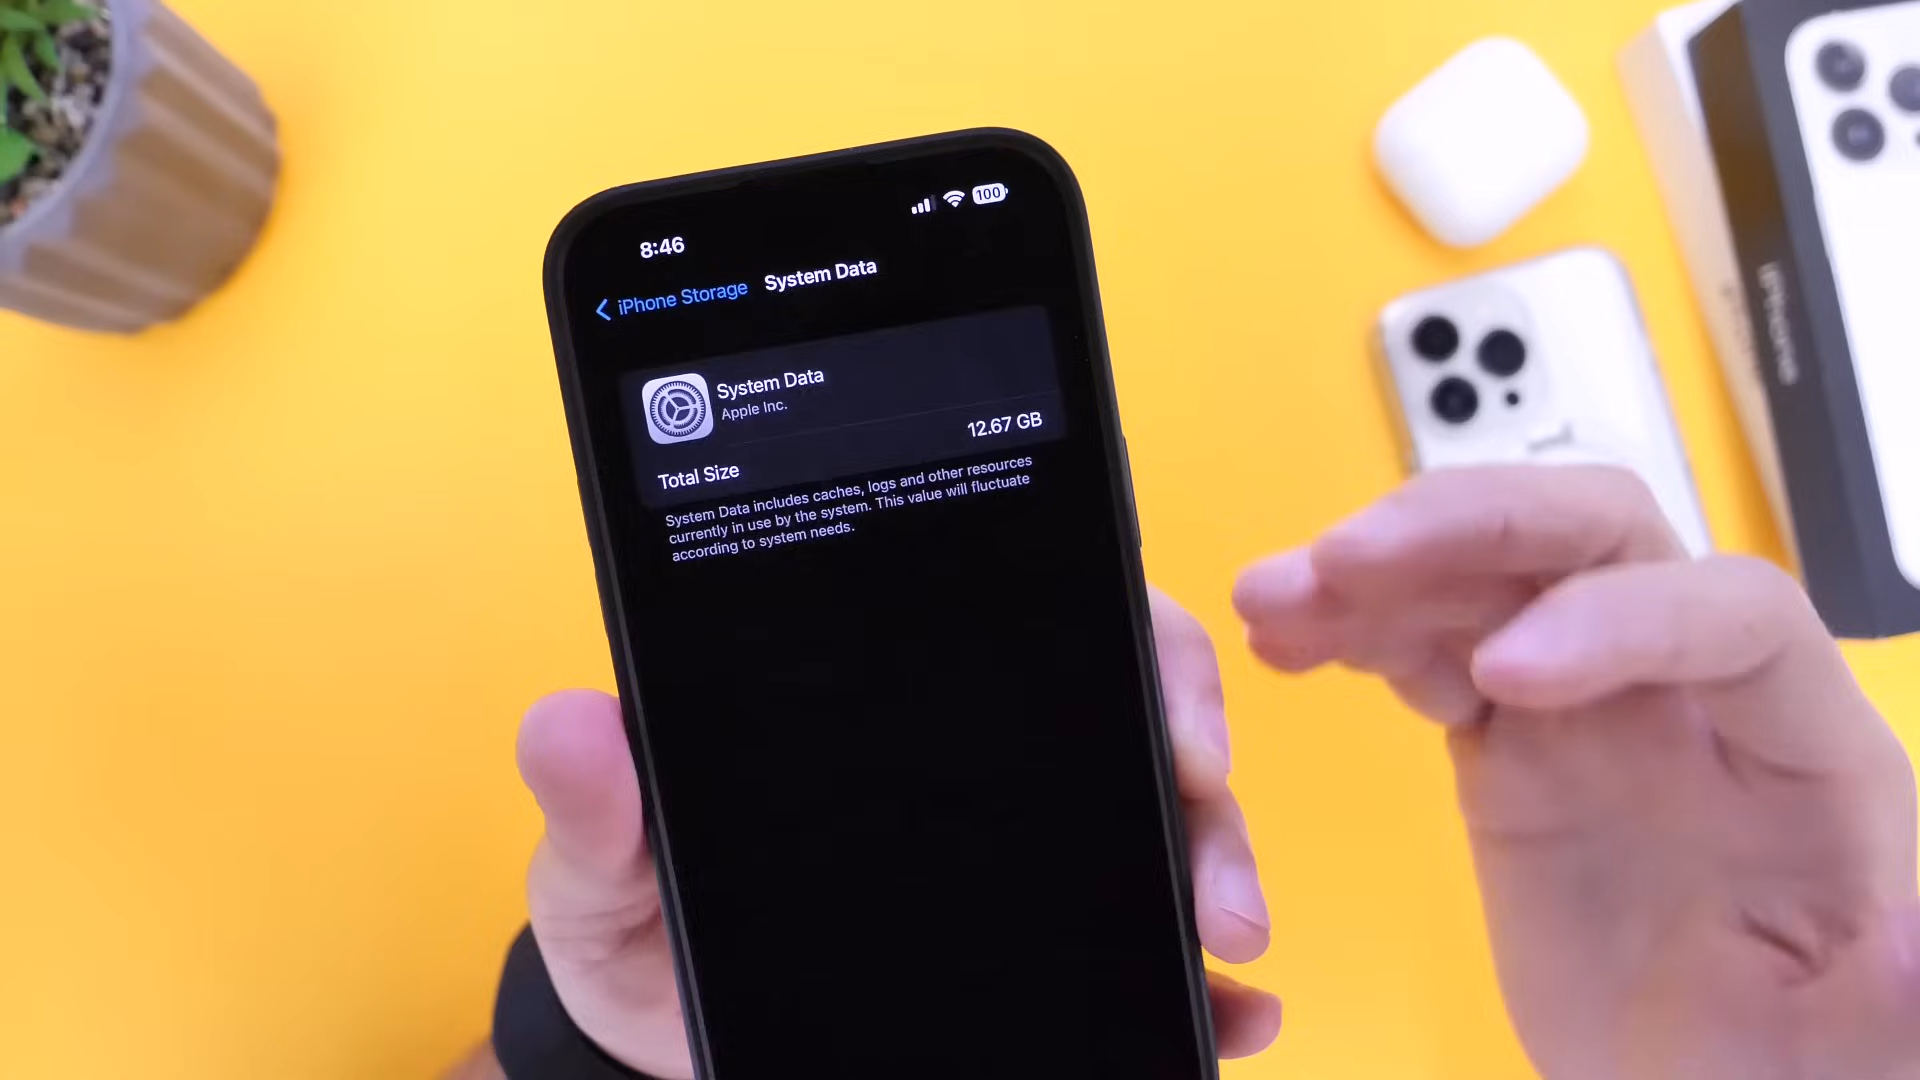 8:46
100
iPhone Storage
System Data
System Data
Apple Inc.
Total Size
12.67 GB
System Data includes caches, logs and other resources
currently in use by the system. This value will fluctuate
according to system needs.
iPhone